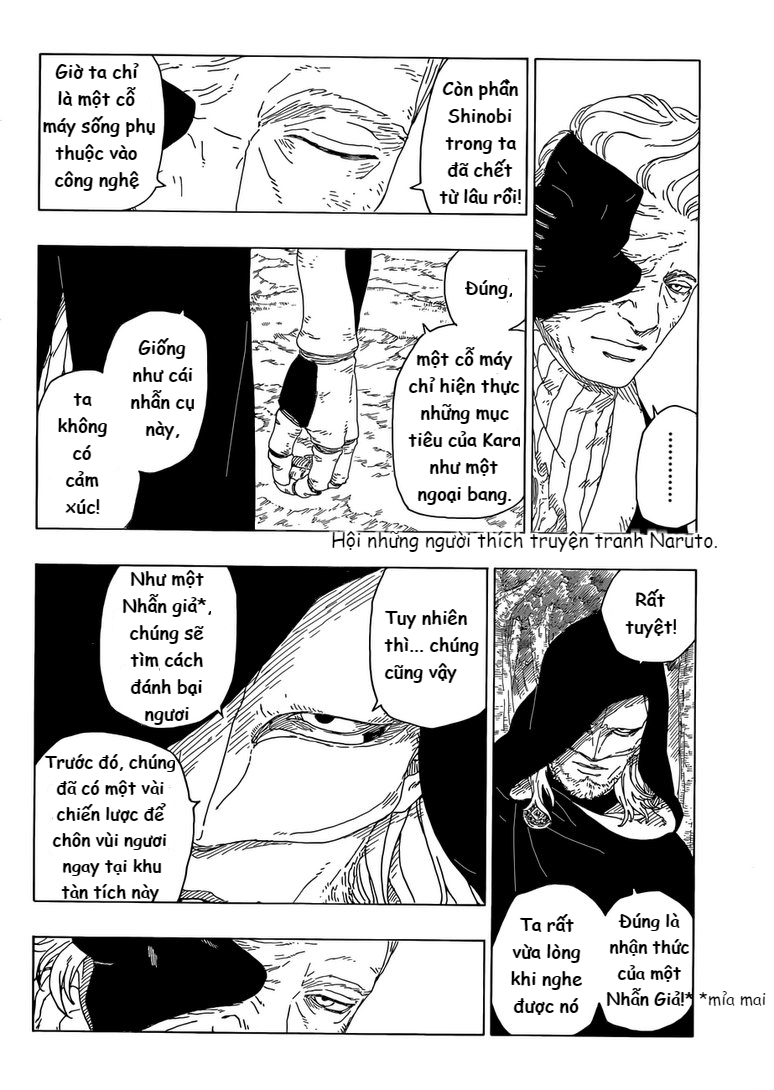 Còn phần
Shinobi
trong ta
đã chết
từ lâu rồi!
Giờ ta chỉ
là một cỗ
máy sống phụ
thuộc vào
công nghệ
..........
Đúng,
một cỗ máy
chỉ hiện thực
những mục
tiêu của Kara
như một
ngoại bang.
Giống
như cái
nhẫn cụ
này,
ta
không
có
cảm
xúc!
Hội những người thích truyện tranh Naruto.
Rất
tuyệt!
Đúng là
nhận thức
của một
Nhẫn Giả!* *mỉa mai
Ta rất
vừa lòng
khi nghe
được nó
Tuy nhiên
thì... chúng
cũng vậy
Như một
Nhẫn giả*,
chúng sẽ
tìm cách
đánh bại
ngươi
Trước đó, chúng
đã có một vài
chiến lược để
chôn vùi ngươi
ngay tại khu
tàn tích này